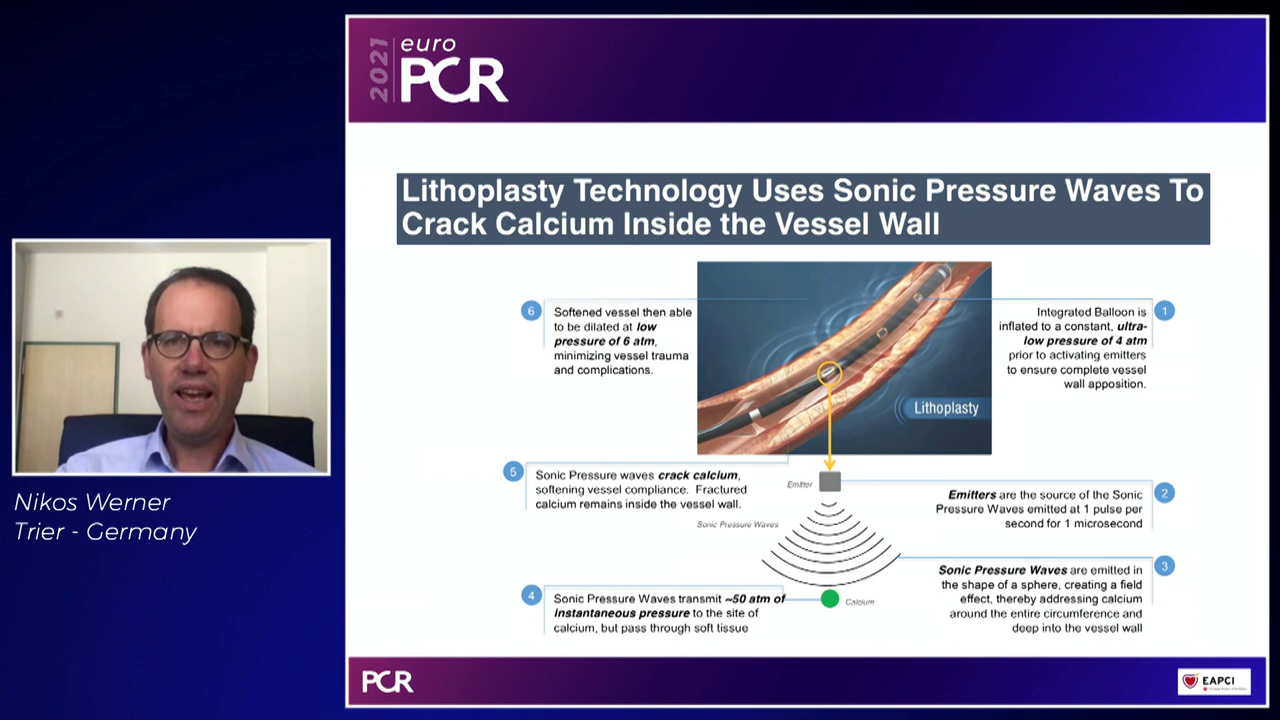 2021
euro
PCR
Lithoplasty Technology Uses Sonic Pressure Waves To
Crack Calcium Inside the Vessel Wall
1
Integrated Balloon is
inflated to a constant, ultra-
low pressure of 4 atm
prior to activating emitters
to ensure complete vessel
wall apposition.
Lithoplasty
Emitter
2
Emitters are the source of the Sonic
Pressure Waves emitted at 1 pulse per
second for 1 microsecond
Sonic Pressure Waves
3
Sonic Pressure Waves are emitted in
the shape of a sphere, creating a field
effect, thereby addressing calcium
around the entire circumference and
deep into the vessel wall
4
Sonic Pressure Waves transmit ~50 atm of
instantaneous pressure to the site of
calcium, but pass through soft tissue
Calcium
5
Sonic Pressure waves crack calcium,
softening vessel compliance. Fractured
calcium remains inside the vessel wall.
6
Softened vessel then able
to be dilated at low
pressure of 6 atm,
minimizing vessel trauma
and complications.
Nikos Werner
Trier - Germany
PCR
EAPCI